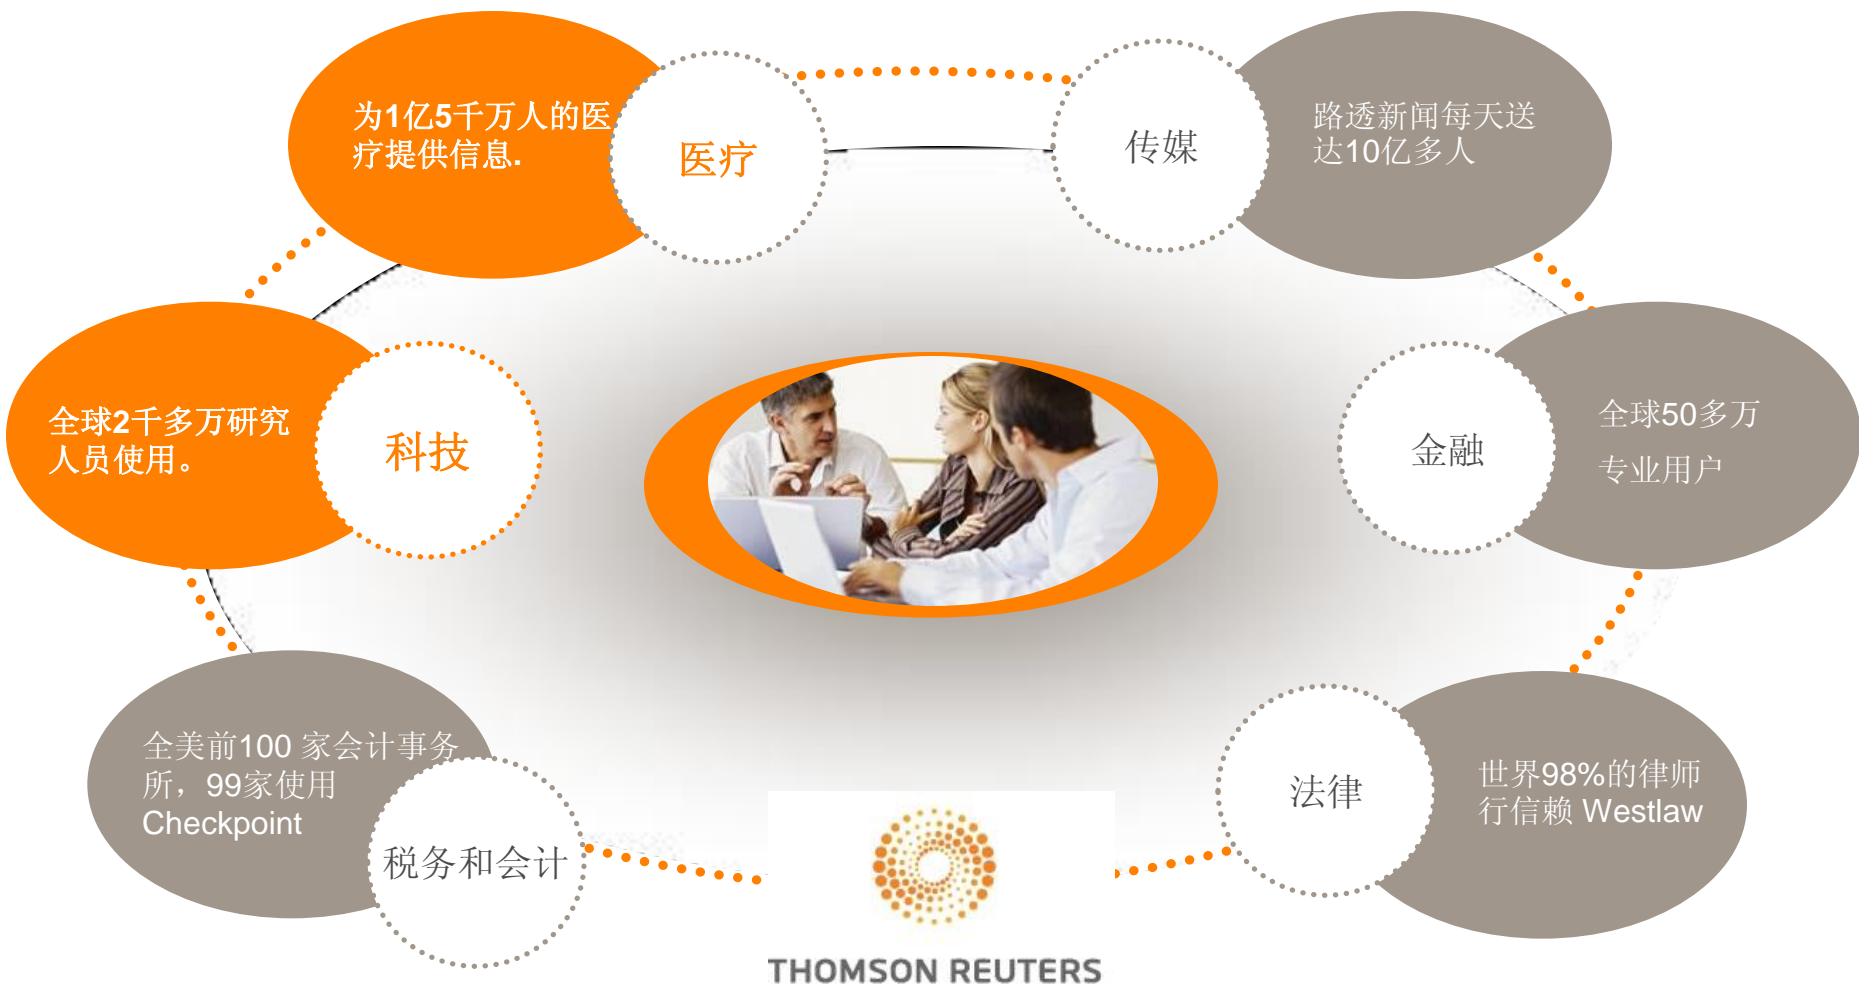 为1亿5千万人的医
疗提供信息.
医疗
传媒
路透新闻每天送
达10亿多人
全球2千多万研究
人员使用。
科技
金融
全球50多万
专业用户
全美前100 家会计事务
所，99家使用
Checkpoint
税务和会计
法律
世界98%的律师
行信赖 Westlaw
THOMSON REUTERS